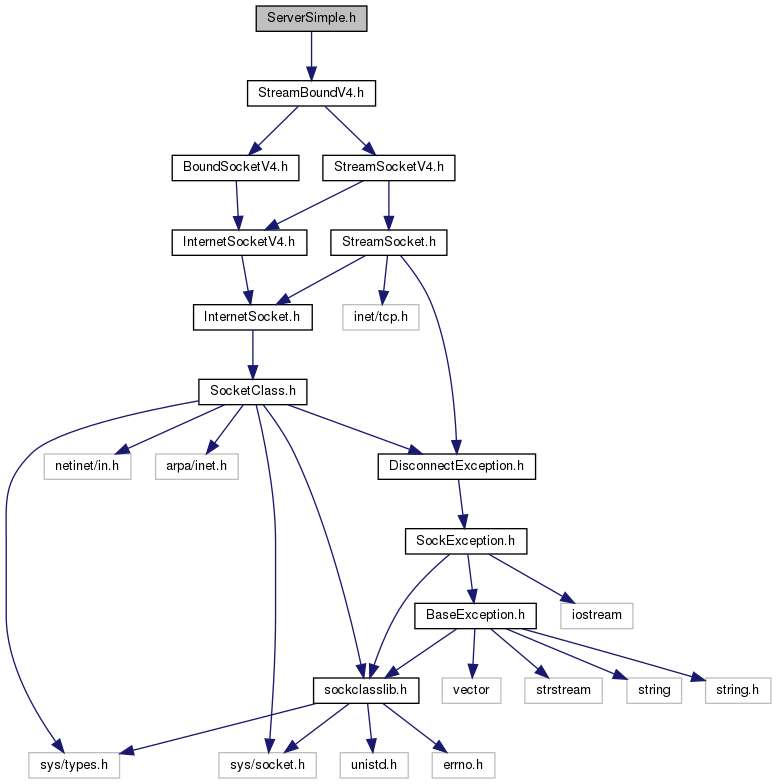 ServerSimple.h
StreamBoundV4.h
BoundSocketV4.h
StreamSocketV4.h
InternetSocketV4.h
StreamSocket.h
InternetSocket.h
inet/tcp.h
SocketClass.h
netinet/in.h
arpa/inet.h
DisconnectException.h
SockException.h
BaseException.h
iostream
sockclasslib.h
vector
strstream
string
string.h
sys/types.h
sys/socket.h
unistd.h
errno.h